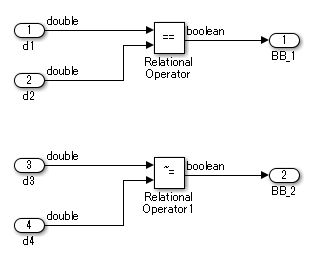 double
1
d1
==
boolean
1
BB_1
double
2
d2
Relational
Operator
double
3
d3
~=
boolean
2
BB_2
double
4
d4
Relational
Operator1